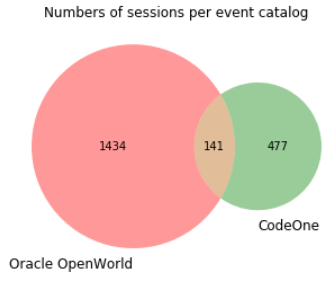 Numbers of sessions per event catalog
1434
141
477
CodeOne
Oracle OpenWorld